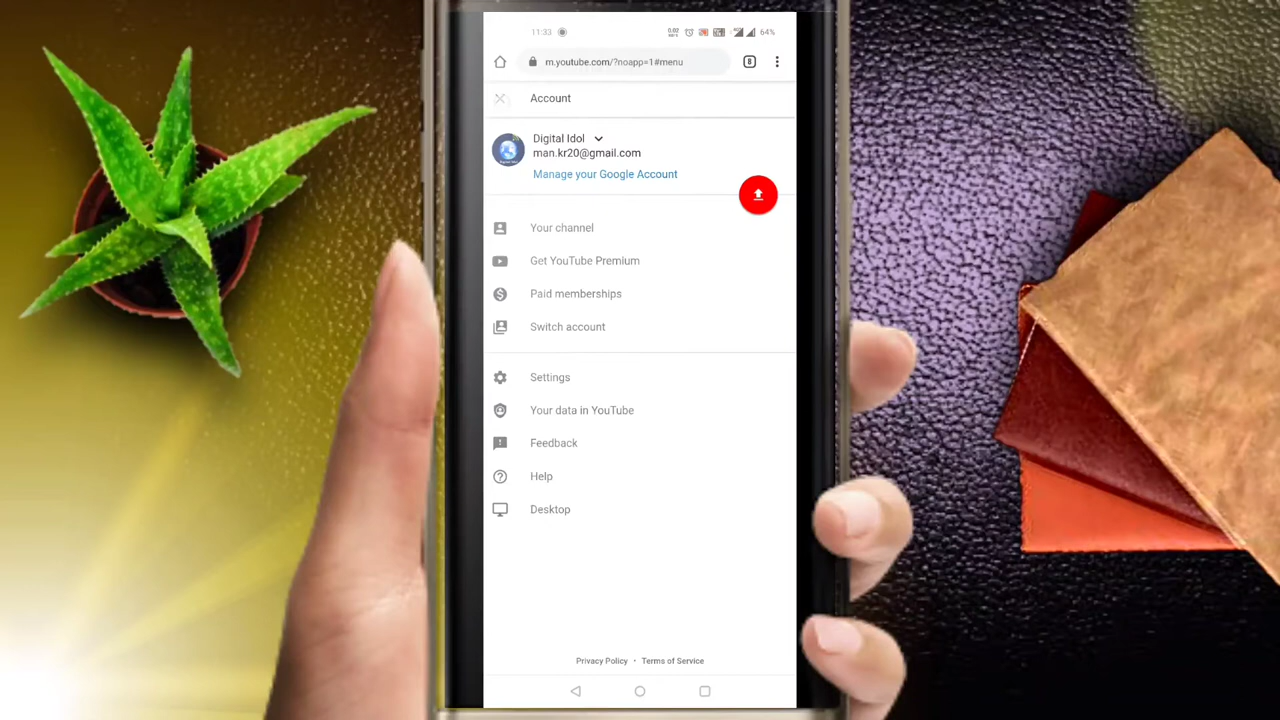 11:33
64%
m.youtube.com/?noapp=1#menu
8
Account
Digital Idol
man.kr20@gmail.com
Manage your Google Account
Your channel
Get YouTube Premium
Paid memberships
Switch account
Settings
Your data in YouTube
Feedback
Help
Desktop
Privacy Policy • Terms of Service